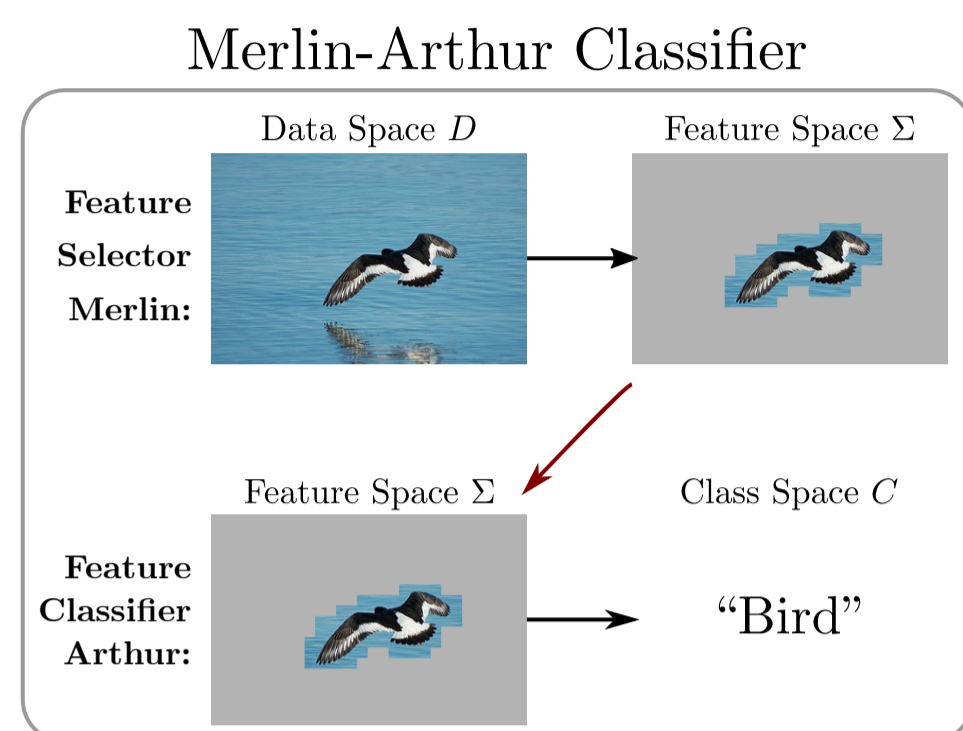 Merlin-Arthur Classifier
Data Space D
Feature Space Σ
Feature
Selector
Merlin:
Feature Space Σ
Class Space C
Feature
Classifier
Arthur:
“Bird”